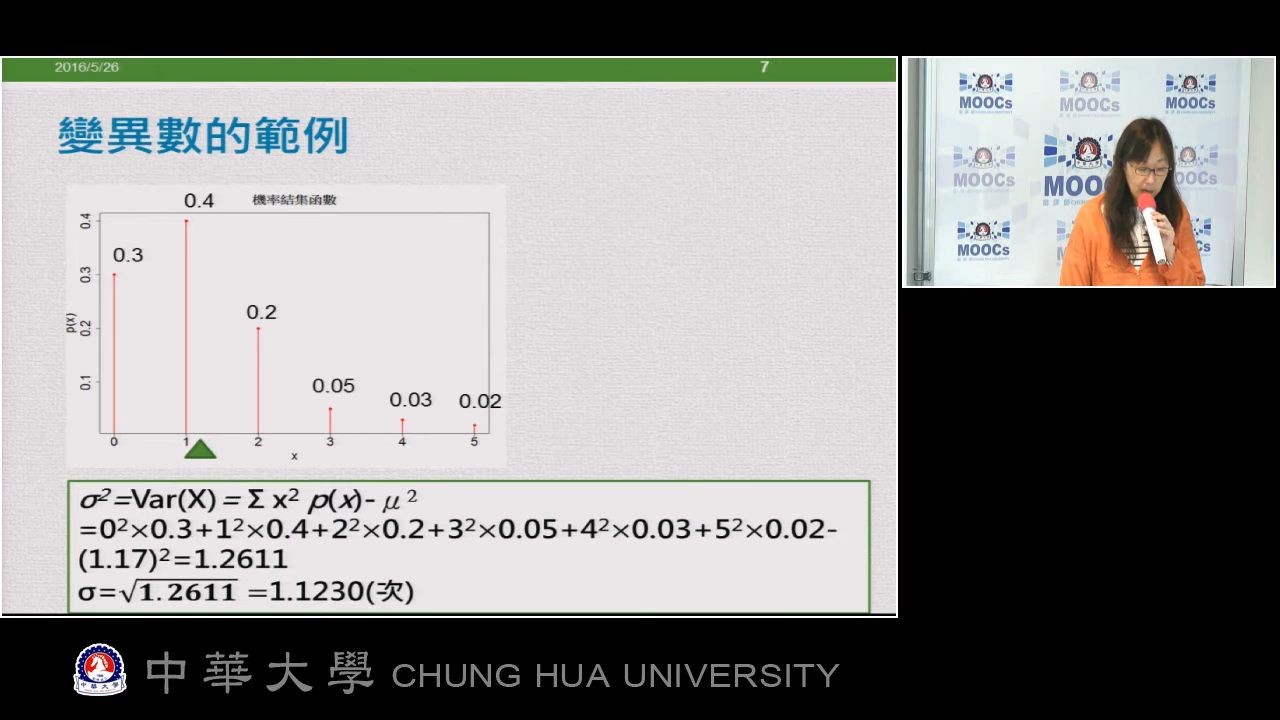 2016/5/26
7
變異數的範例
機率結集函數
0.4
0.3
0.2
0.05
0.03
0.02
0.4
0.3
0.2
0.1
p(x)
0 1 2 3 4 5
x
σ²=Var(X) = Σ x² p(x)- μ²
=0²×0.3+1²×0.4+2²×0.2+3²×0.05+4²×0.03+5²×0.02-
(1.17)²=1.2611
σ=√1.2611 =1.1230(次)
MOOCs
MOOCs
MOOCs
MOOCs
MOOC
MOOCs
中華大學 CHUNG HUA UNIVERSITY